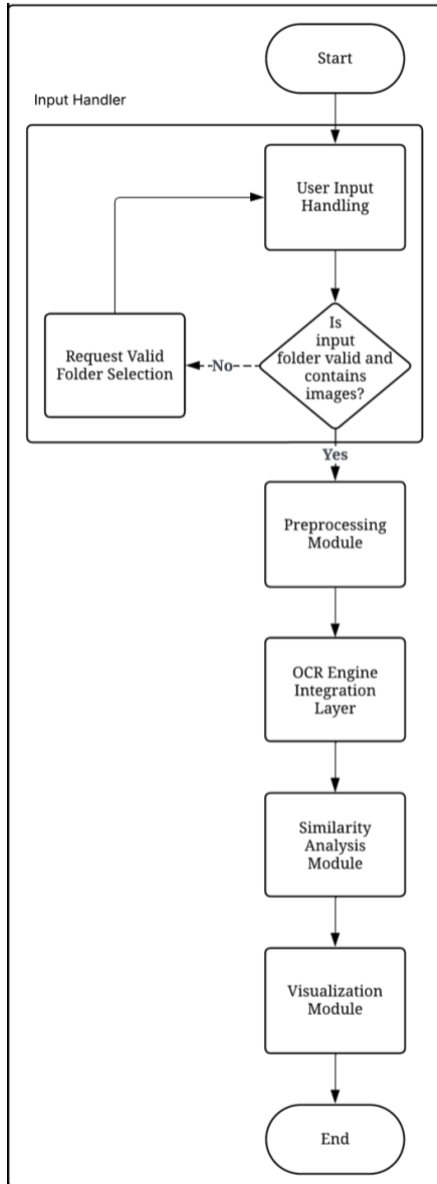 Start
Input Handler
User Input
Handling
Is
input
folder valid and
contains
images?
Request Valid
Folder Selection
No
Yes
Preprocessing
Module
OCR Engine
Integration
Layer
Similarity
Analysis
Module
Visualization
Module
End